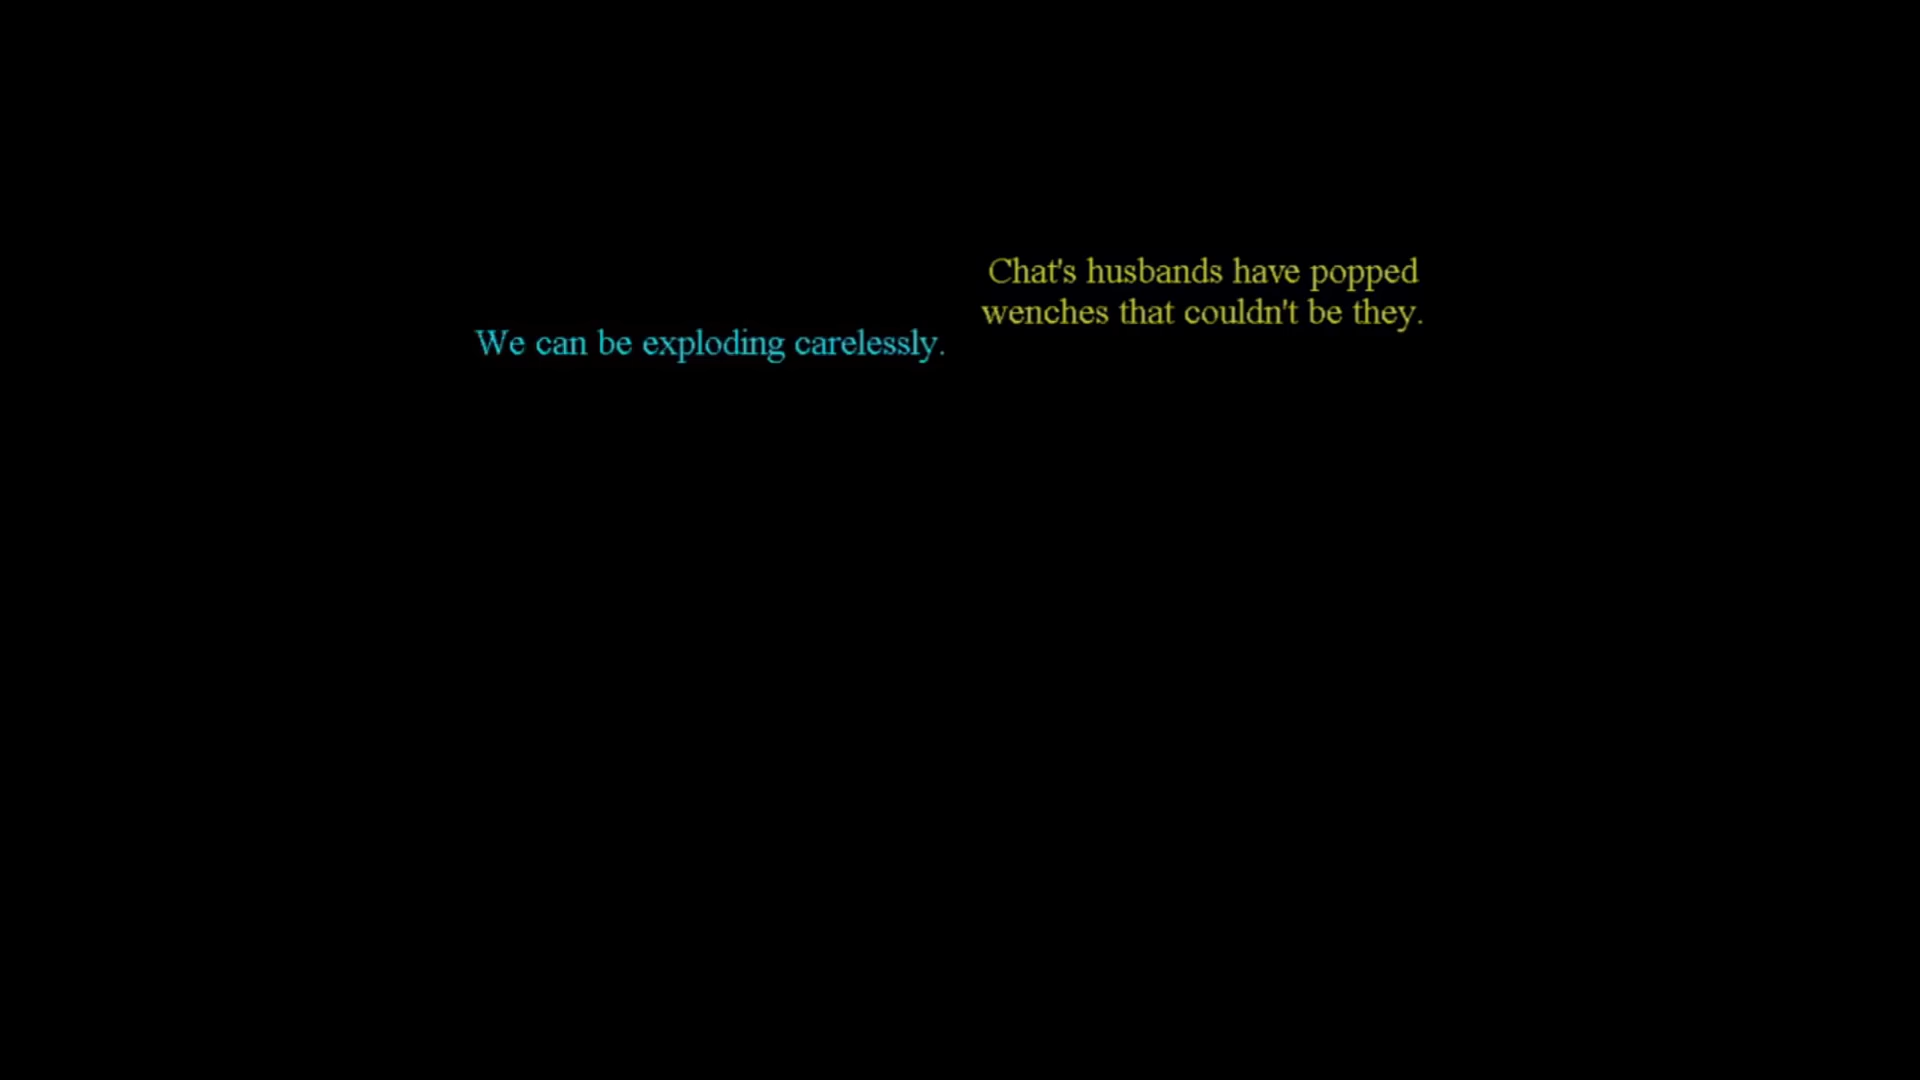 We can be exploding carelessly.
Chat's husbands have popped
wenches that couldn't be they.